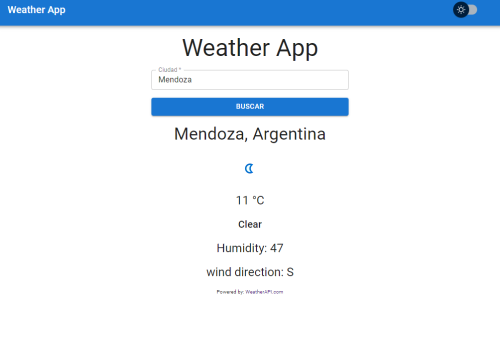 Weather App
Weather App
Ciudad *
Mendoza
BUSCAR
Mendoza, Argentina
11 °C
Clear
Humidity: 47
wind direction: S
Powered by: WeatherAPI.com